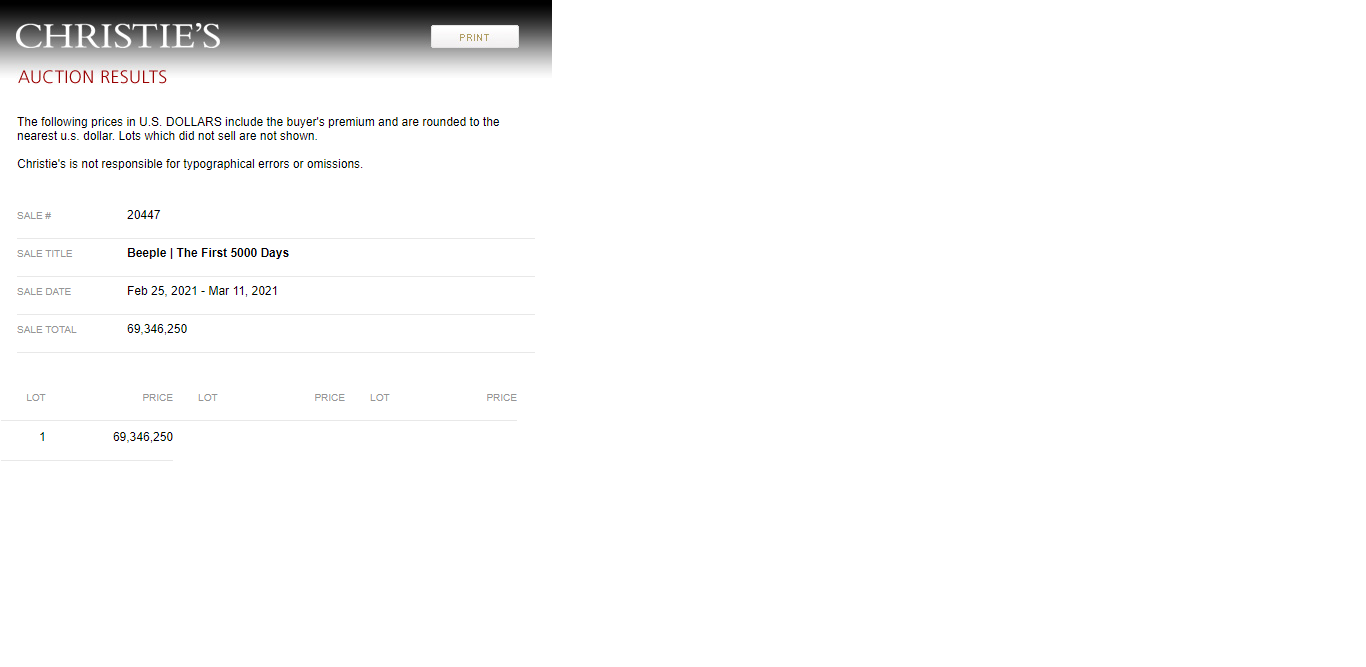 CHRISTIE'S
PRINT
AUCTION RESULTS
The following prices in U.S. DOLLARS include the buyer's premium and are rounded to the
nearest u.s. dollar. Lots which did not sell are not shown.
Christie's is not responsible for typographical errors or omissions.
SALE # 20447
SALE TITLE Beeple | The First 5000 Days
SALE DATE Feb 25, 2021 - Mar 11, 2021
SALE TOTAL 69,346,250
LOT PRICE LOT PRICE LOT PRICE
1 69,346,250